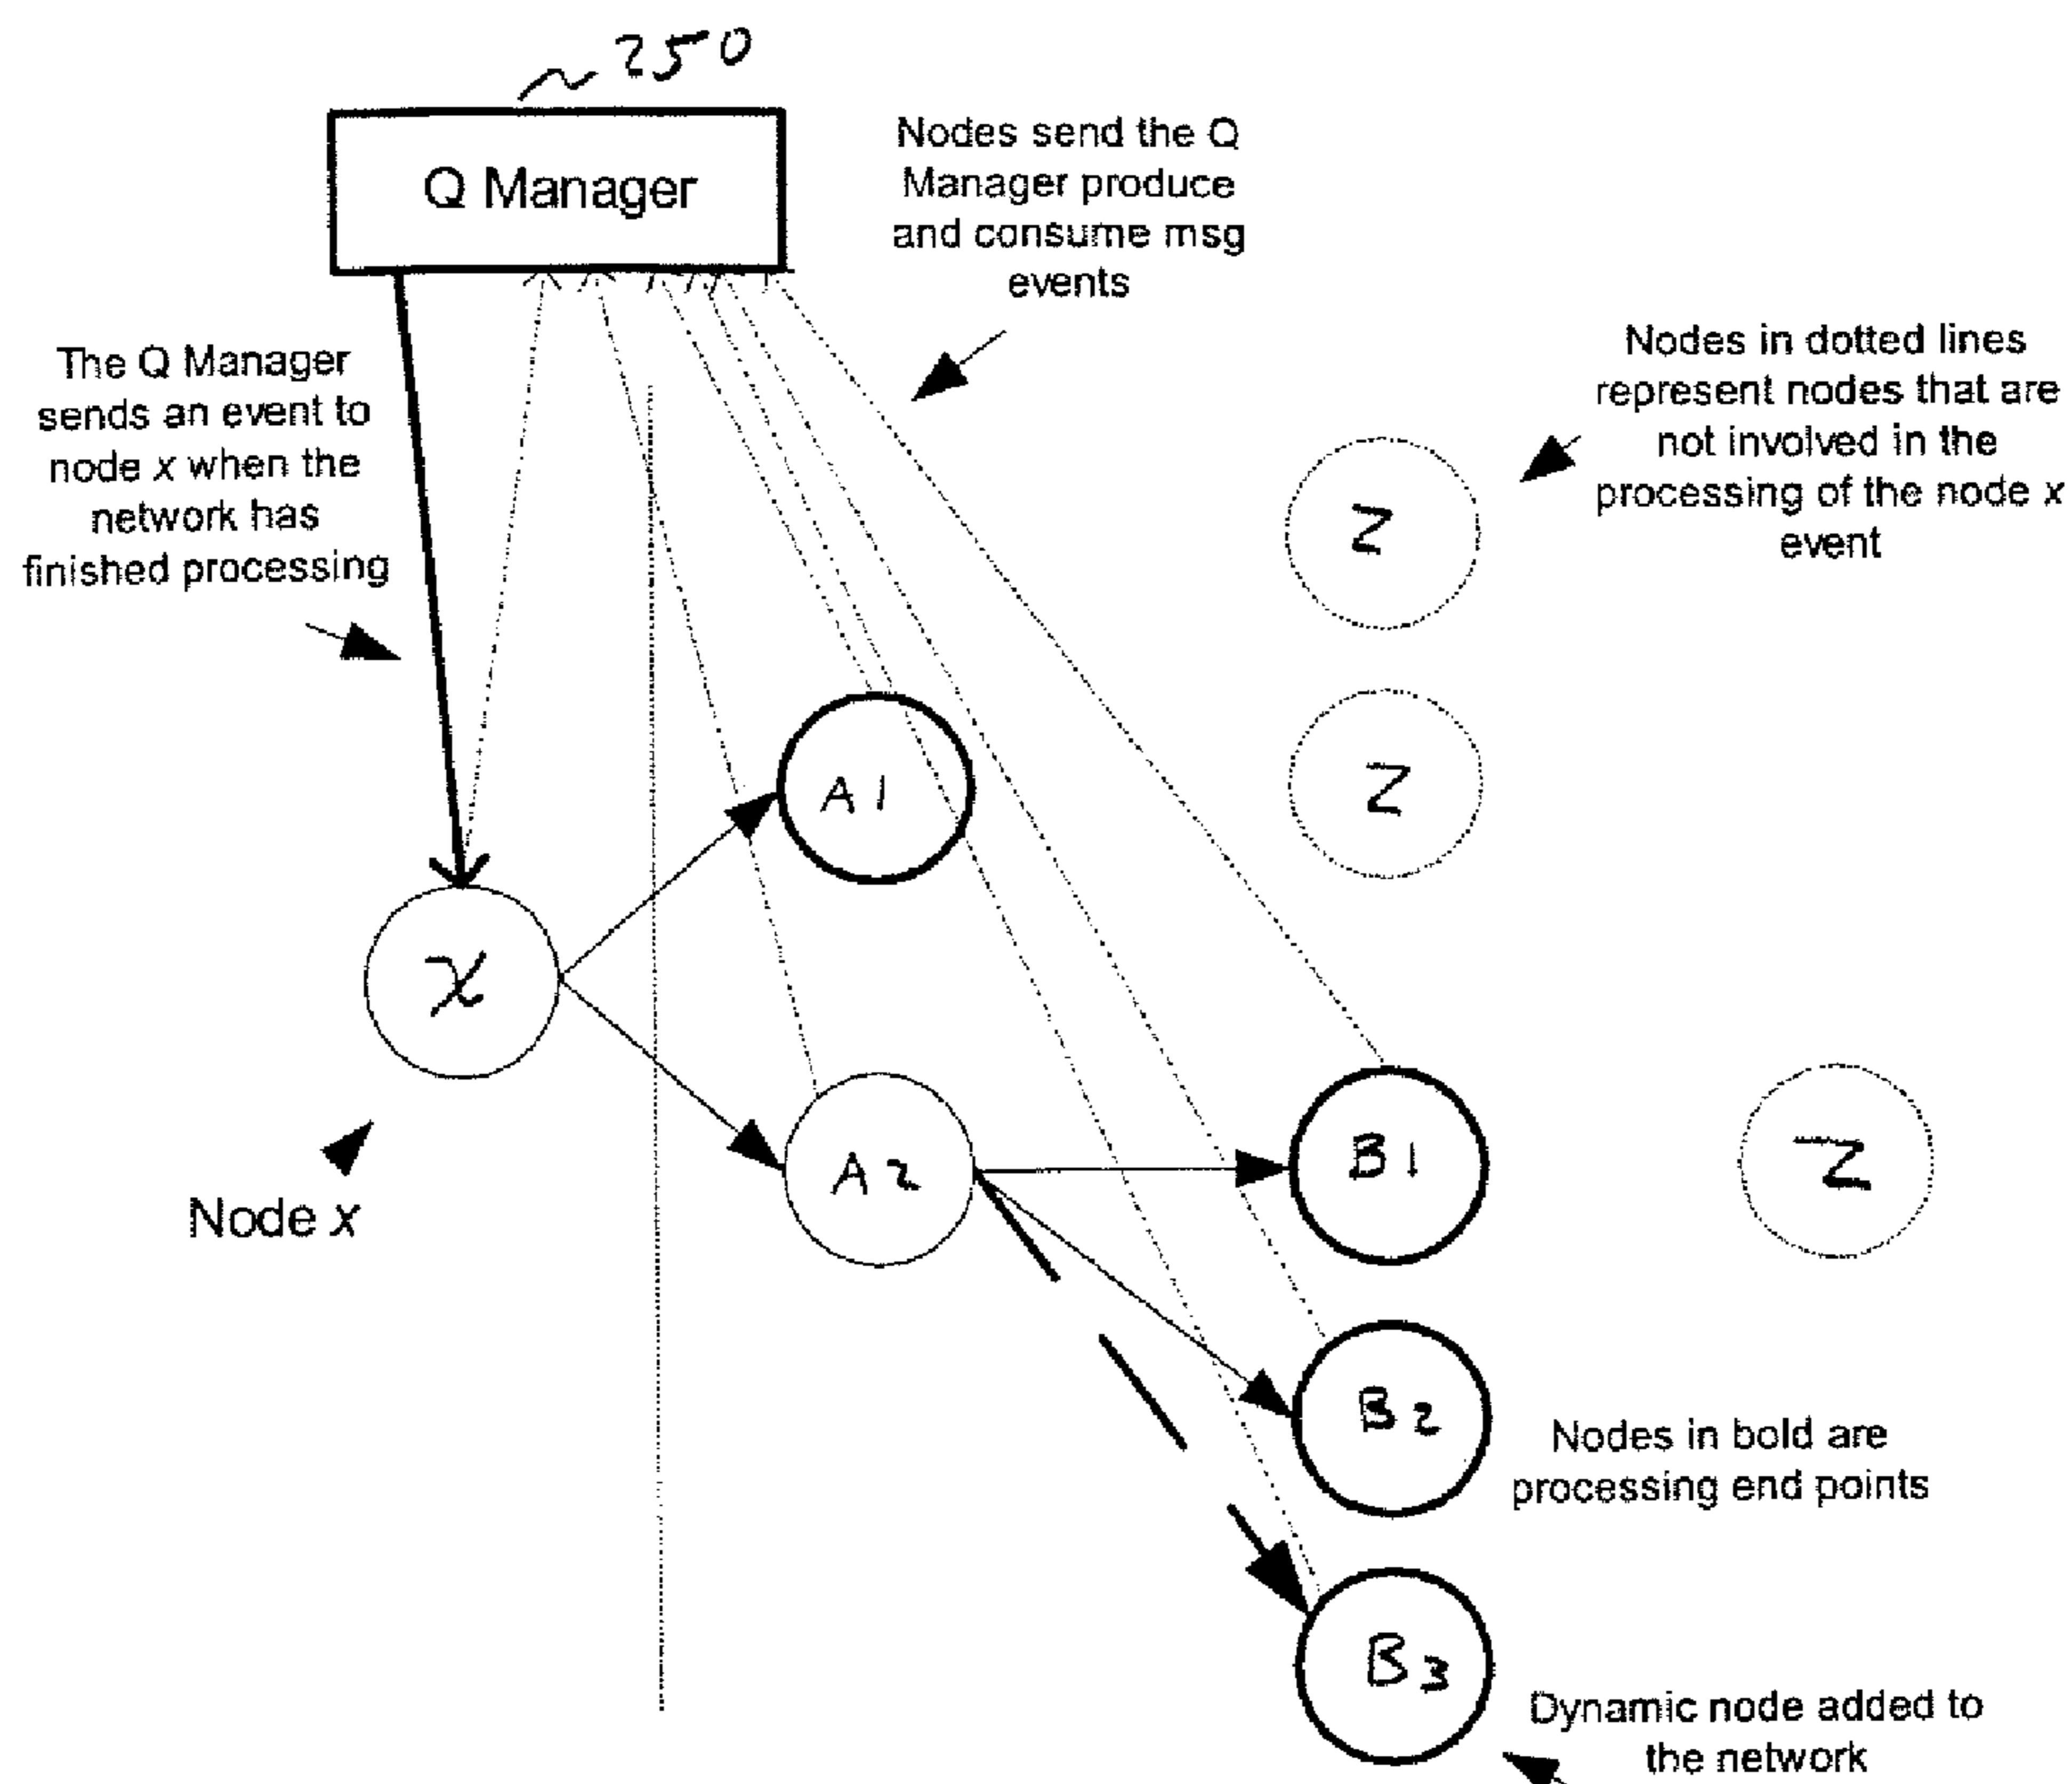 ~ 250
Q Manager
Nodes send the Q
Manager produce
and consume msg
events
The Q Manager
sends an event to
node x when the
network has
finished processing
Nodes in dotted lines
represent nodes that are
not involved in the
processing of the node x
event
Z
Z
A1
x
A2
B1
Z
Node x
B2
Nodes in bold are
processing end points
B3
Dynamic node added to
the network